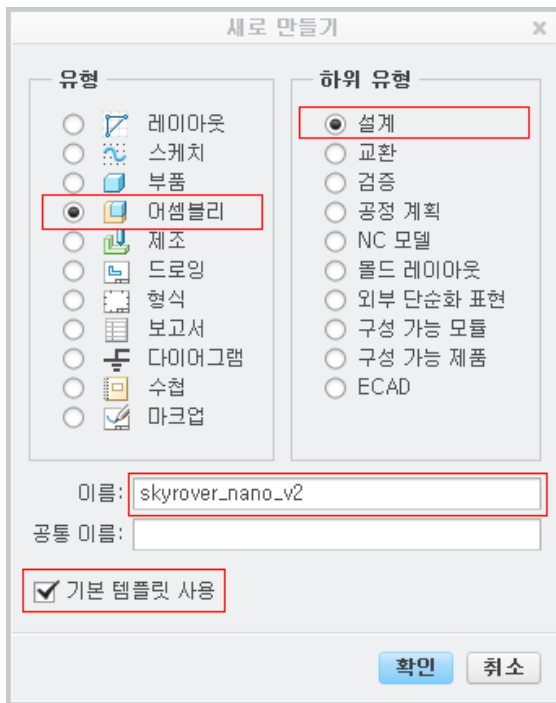 새로 만들기
유형
레이아웃
스케치
부품
어셈블리
제조
드로잉
형식
보고서
다이어그램
수첩
마크업
하위 유형
설계
교환
검증
공정 계획
NC 모델
몰드 레이아웃
외부 단순화 표현
구성 가능 모듈
구성 가능 제품
ECAD
이름: skyrover_nano_v2
공통 이름:
기본 템플릿 사용
확인 취소